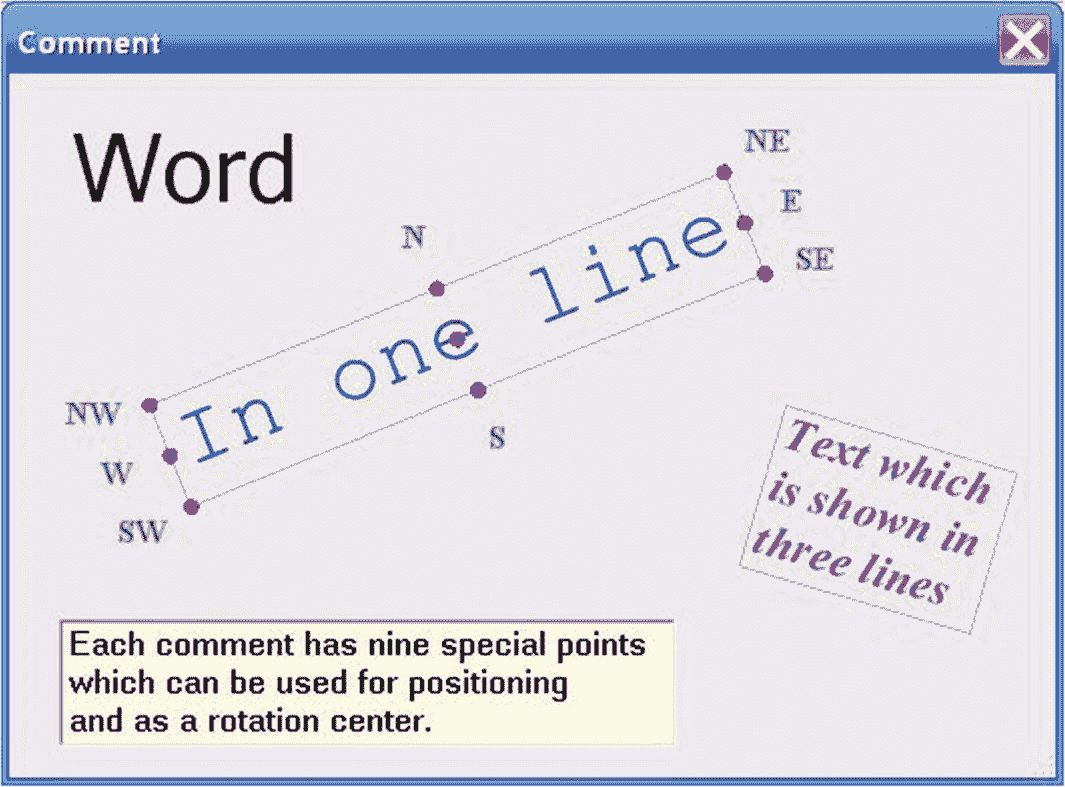 Comment
Word
NE
E
SE
N
In one line
NW
W
SW
S
Text which
is shown in
three lines
Each comment has nine special points
which can be used for positioning
and as a rotation center.